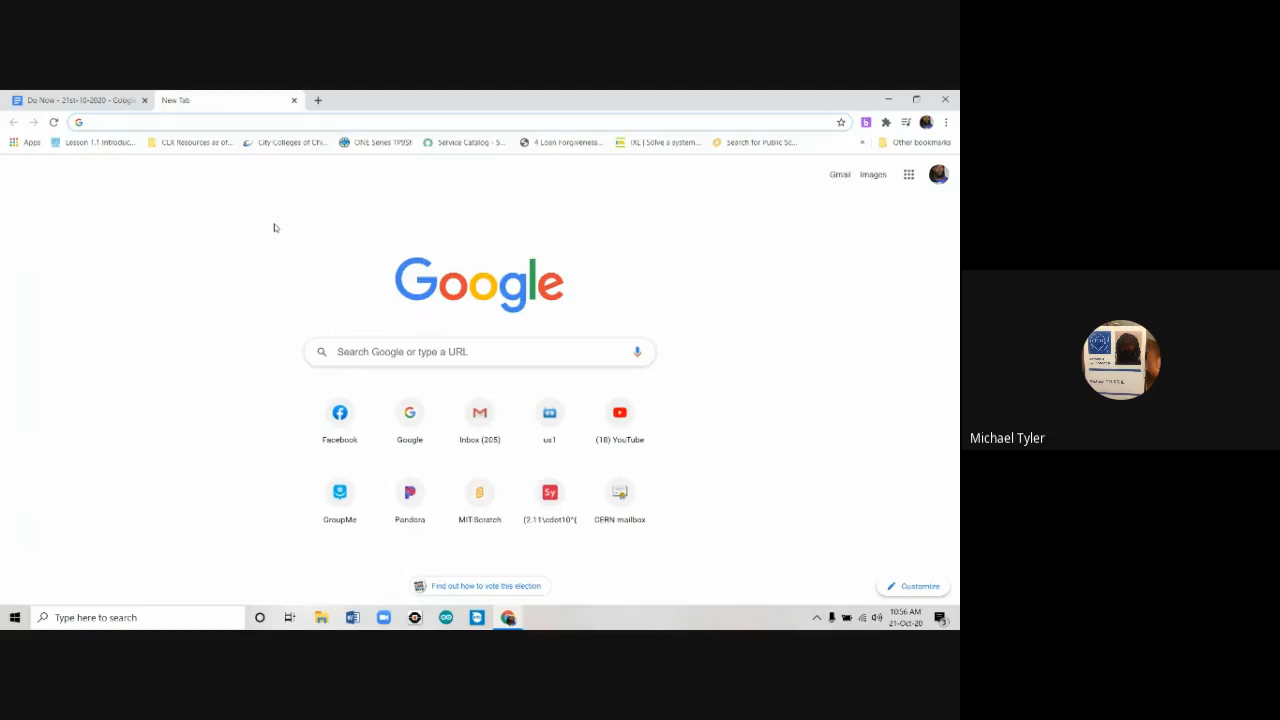 Do Now - 21st-10-2020 - Google
New Tab
Apps
Lesson 1.1 Introduc...
CLX Resources as of...
City Colleges of Chi...
ONE Series TP9SF
Service Catalog - S...
4 Loan Forgiveness...
IXL | Solve a system...
Search for Public Sc...
»
Other bookmarks
Gmail
Images
Google
Search Google or type a URL
Facebook
Google
Inbox (205)
us1
(18) YouTube
GroupMe
Pandora
MIT-Scratch
Sy
(2.11\cdot10^{
CERN mailbox
Find out how to vote this election
Customize
Michael Tyler
Type here to search
10:56 AM
21-Oct-20